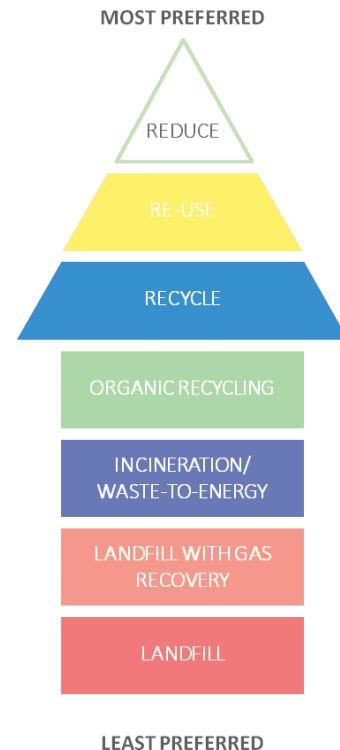 MOST PREFERRED
REDUCE
RE-USE
RECYCLE
ORGANIC RECYCLING
INCINERATION/
WASTE-TO-ENERGY
LANDFILL WITH GAS
RECOVERY
LANDFILL
LEAST PREFERRED